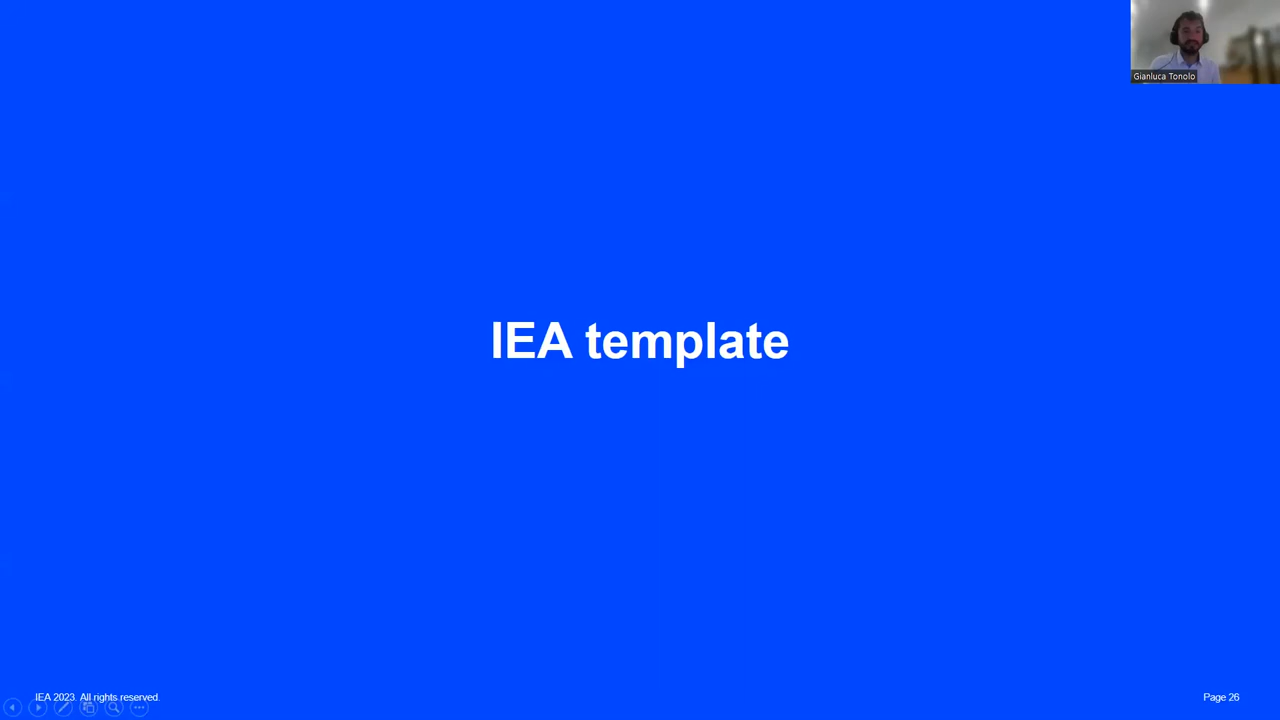 Gianluca Tonolo
IEA template
IEA 2023. All rights reserved.
Page 26